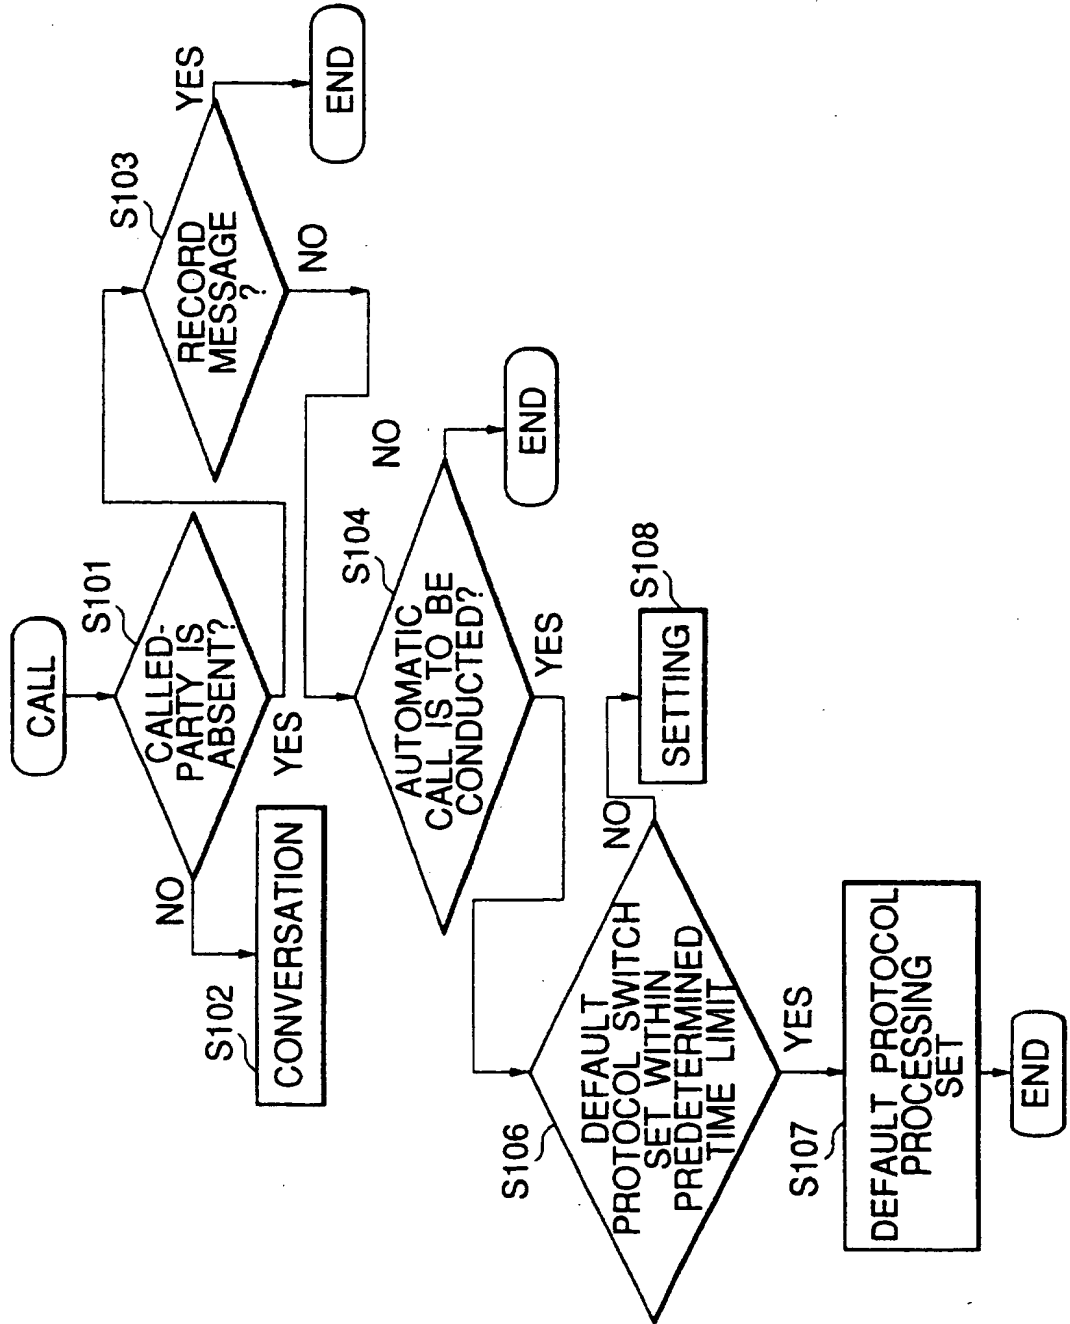 CALL
S101
CALLED-
PARTY IS
ABSENT?
NO
YES
S102
CONVERSATION
S103
RECORD
MESSAGE
?
YES
END
NO
S104
AUTOMATIC
CALL IS TO BE
CONDUCTED?
NO
END
YES
S106
DEFAULT
PROTOCOL SWITCH
SET WITHIN
PREDETERMINED
TIME LIMIT
NO
S108
SETTING
YES
S107
DEFAULT PROTOCOL
PROCESSING
SET
END